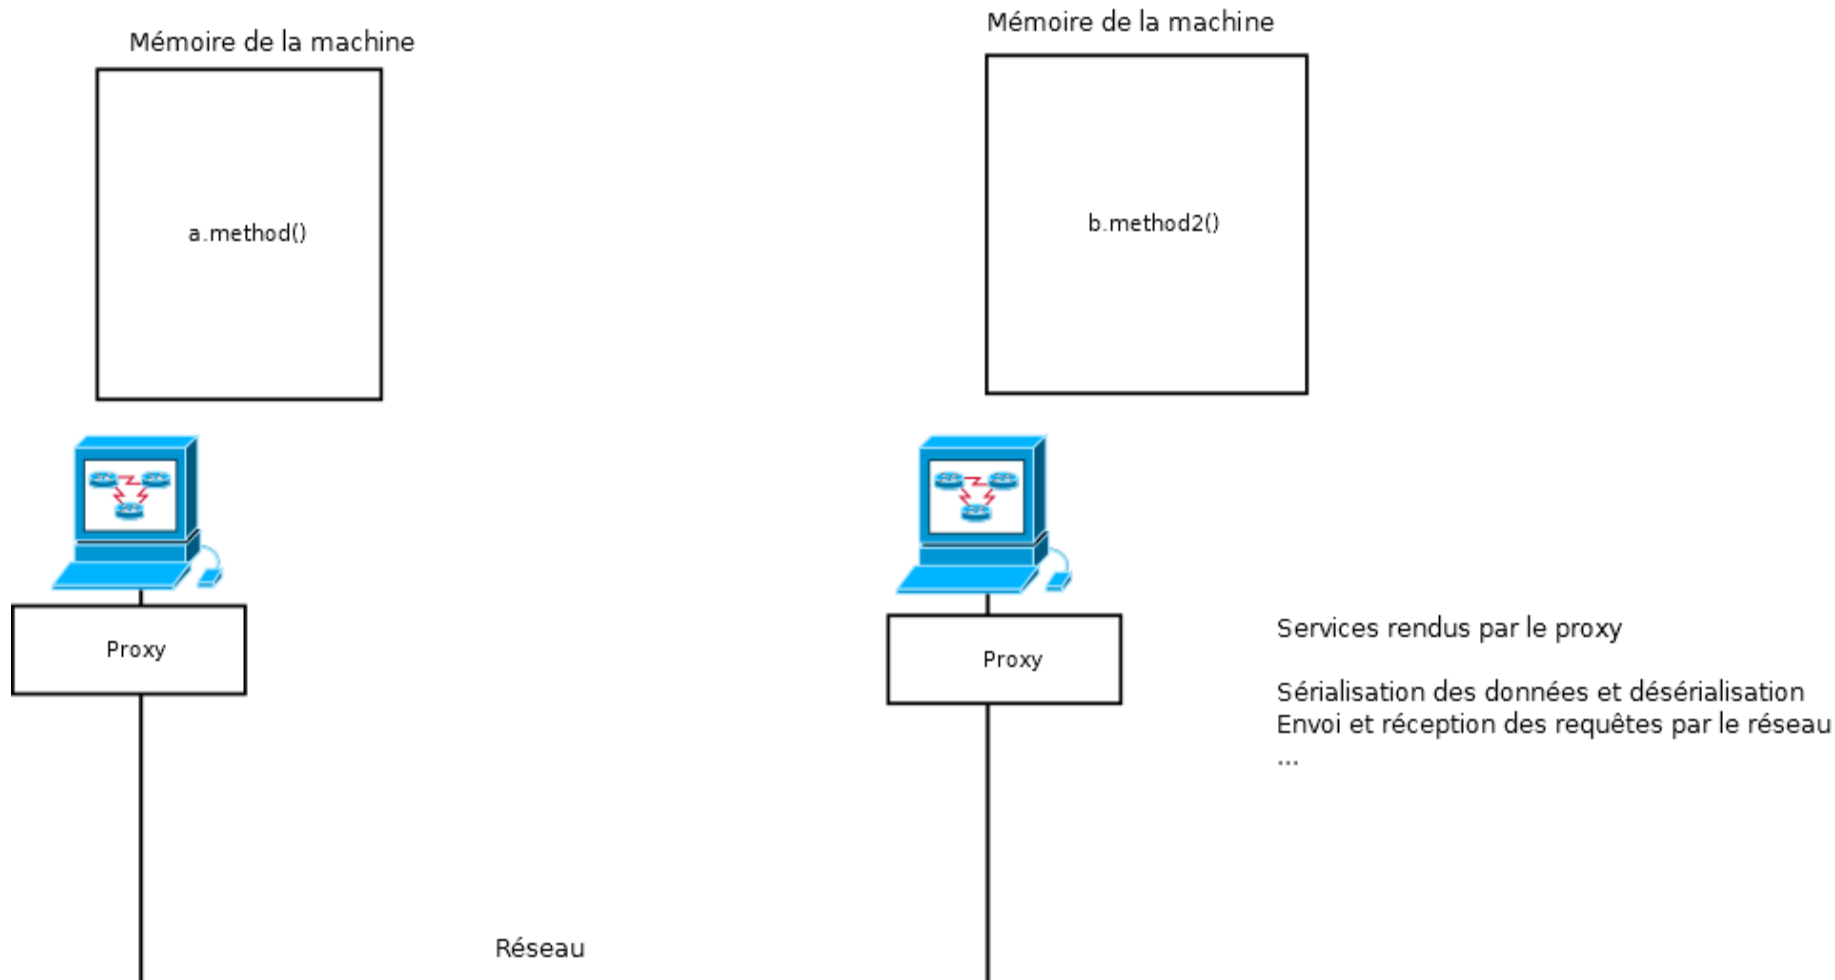 Mémoire de la machine
Mémoire de la machine
a.method()
b.method2()
Proxy
Proxy
Services rendus par le proxy
Sérialisation des données et désérialisation
Envoi et réception des requêtes par le réseau
...
Réseau